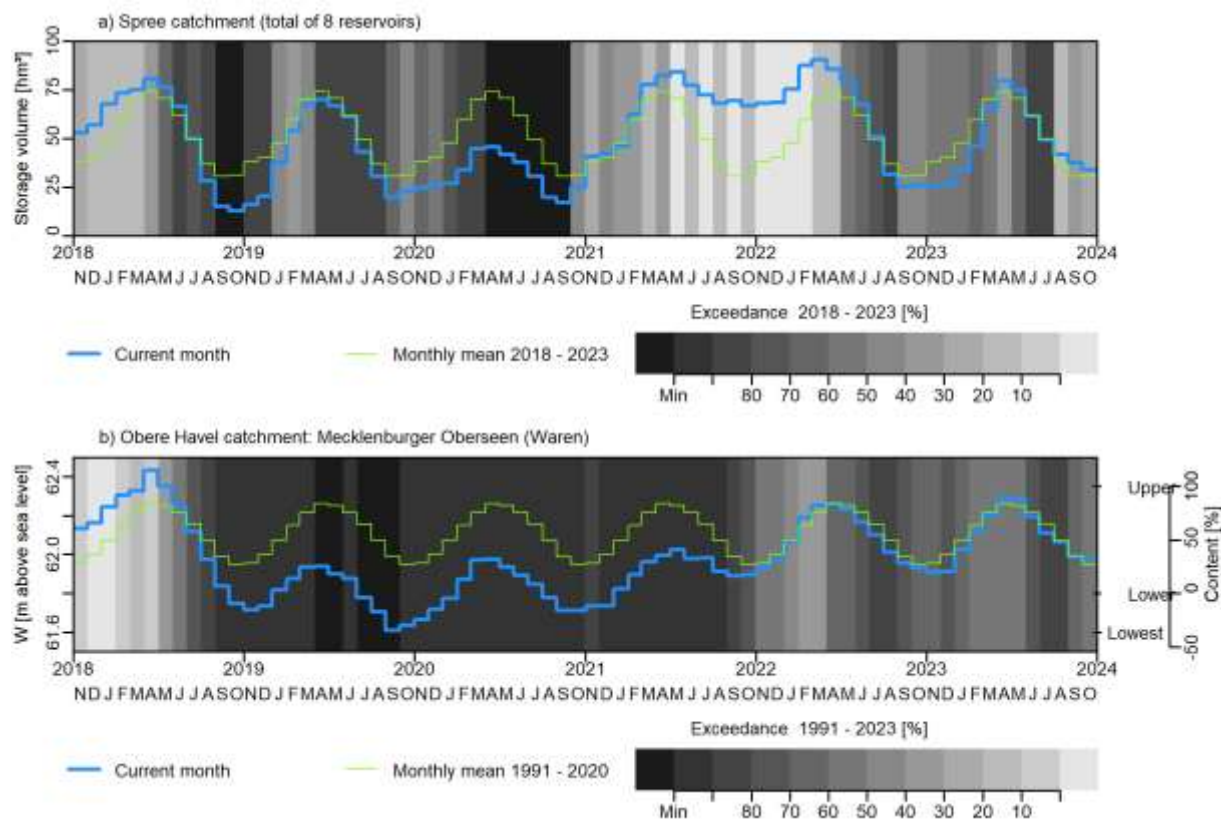 a) Spree catchment (total of 8 reservoirs)
Storage volume [hm³]
100
75
50
25
0
2018 2019 2020 2021 2022 2023 2024
N D J F M A M J J A S O N D J F M A M J J A S O N D J F M A M J J A S O N D J F M A M J J A S O N D J F M A M J J A S O N D J F M A M J J A S O
Exceedance 2018 - 2023 [%]
Current month
Monthly mean 2018 - 2023
Min 80 70 60 50 40 30 20 10
b) Obere Havel catchment: Mecklenburger Oberseen (Waren)
W [m above sea level]
62.4
62.0
61.6
Upper
Lower
Lowest
100
50
0
-50
Content [%]
2018 2019 2020 2021 2022 2023 2024
N D J F M A M J J A S O N D J F M A M J J A S O N D J F M A M J J A S O N D J F M A M J J A S O N D J F M A M J J A S O N D J F M A M J J A S O
Exceedance 1991 - 2023 [%]
Current month
Monthly mean 1991 - 2020
Min 80 70 60 50 40 30 20 10